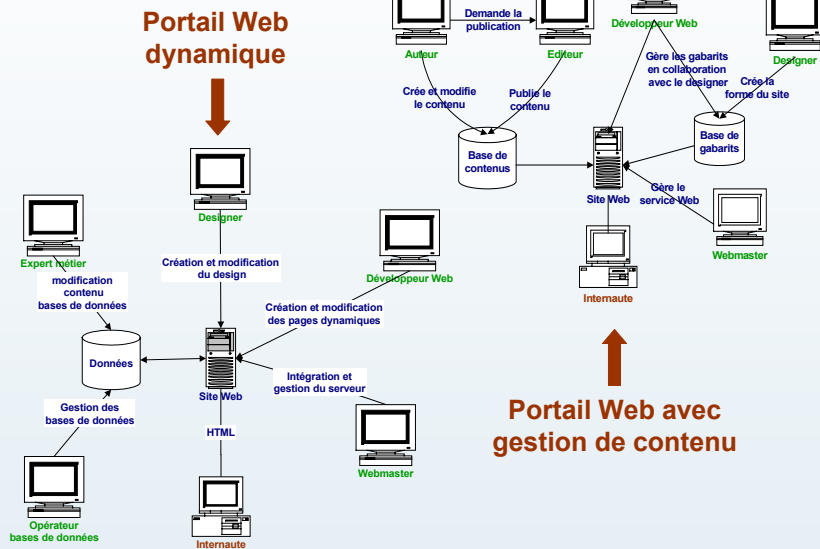 Portail Web
dynamique
Designer
Expert métier
modification
contenu
bases de données
Création et modification
du design
Développeur Web
Création et modification
des pages dynamiques
Données
Site Web
Intégration et
gestion du serveur
Gestion des
bases de données
HTML
Webmaster
Opérateur
bases de données
Internaute
Demande la
publication
Auteur
Editeur
Développeur Web
Designer
Gère les gabarits
en collaboration
avec le designer
Crée la
forme du site
Crée et modifie
le contenu
Publie le
contenu
Base de
contenus
Base de
gabarits
Site Web
Gère le
service Web
Webmaster
Internaute
Portail Web avec
gestion de contenu